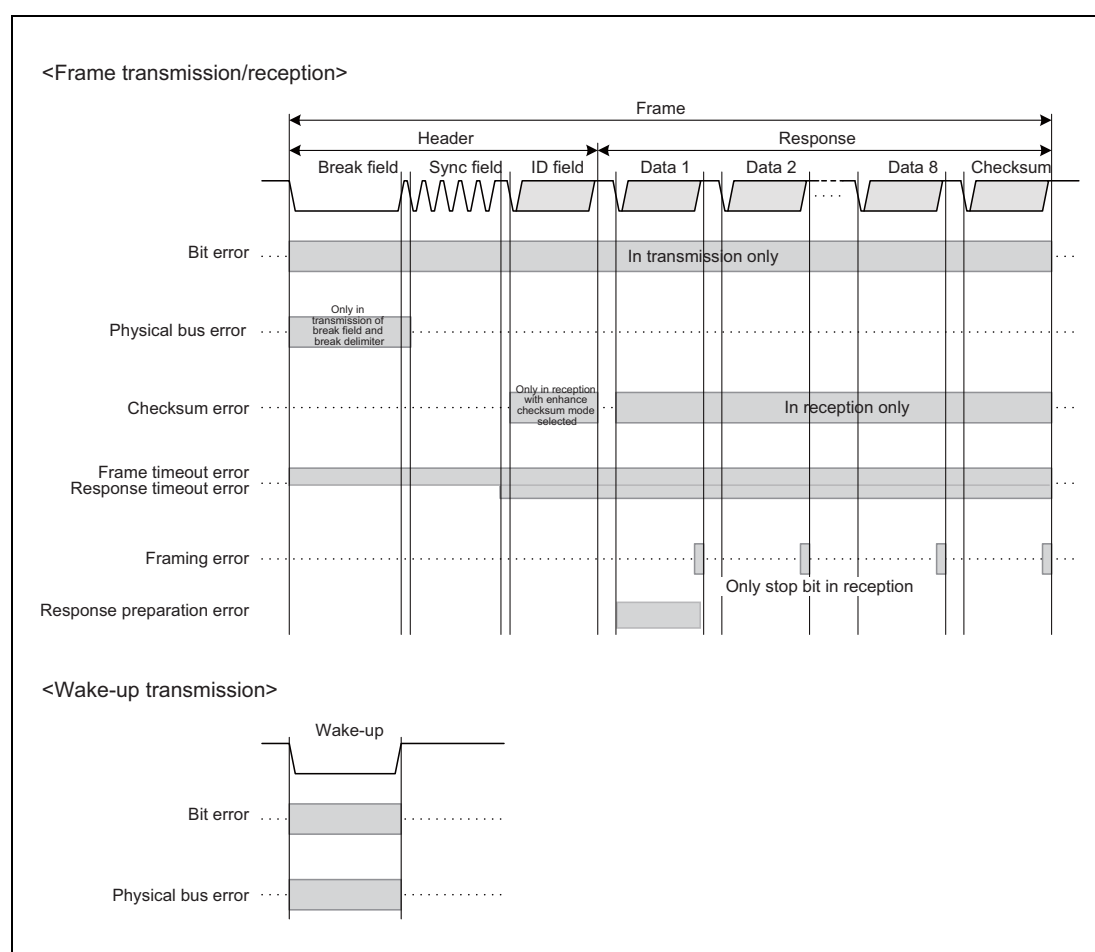 <Frame transmission/reception>
Frame
Header Response
Break field Sync field ID field Data 1 Data 2 Data 8 Checksum
Bit error
In transmission only
Physical bus error
Only in
transmission of
break field and
break delimiter
Checksum error
Only in reception
with enhance
checksum mode
selected
In reception only
Frame timeout error
Response timeout error
Framing error
Only stop bit in reception
Response preparation error
<Wake-up transmission>
Wake-up
Bit error
Physical bus error